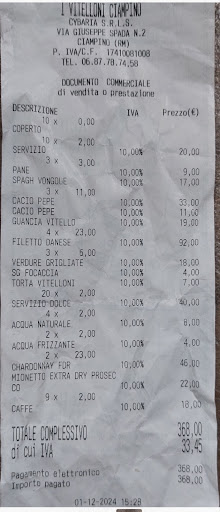 I VITELLONI CIAMPINO
CYBARIA S.R.L.S.
VIA GIUSEPPE SPADA N.2
CIAMPINO (RM)
P. IVA/C.F. 17410081008
TEL. 06.87.78.74.58
DOCUMENTO COMMERCIALE
di vendita o prestazione
DESCRIZIONE IVA Prezzo(€)
10 x 0,00
COPERTO
10 x 2,00
SERVIZIO 10,00% 20,00
3 x 3,00
PANE 10,00% 9,00
SPAGH VONGOLE 10,00% 17,00
3 x 11,00
CACIO PEPE 10,00% 33,00
CACIO PEPE 10,00% 11,00
GUANCIA VITELLO 10,00% 19,00
4 x 23,00
FILETTO DANESE 10,00% 92,00
3 x 6,00
VERDURE GRIGLIATE 10,00% 18,00
SG FOCACCIA 10,00% 4,00
TORTA VITELLONI 10,00% 7,00
20 x 2,00
SERVIZIO DOLCE 10,00% 40,00
4 x 2,00
ACQUA NATURALE 10,00% 8,00
2 x 2,00
ACQUA FRIZZANTE 10,00% 4,00
2 x 23,00
CHARDONNAY FDR 10,00% 46,00
MIONETTO EXTRA DRY PROSEC
CO 10,00% 22,00
9 x 2,00
CAFFE 10,00% 18,00
TOTALE COMPLESSIVO 368,00
di cui IVA 33,45
Pagamento elettronico 368,00
Importo pagato 368,00
01-12-2024 15:28